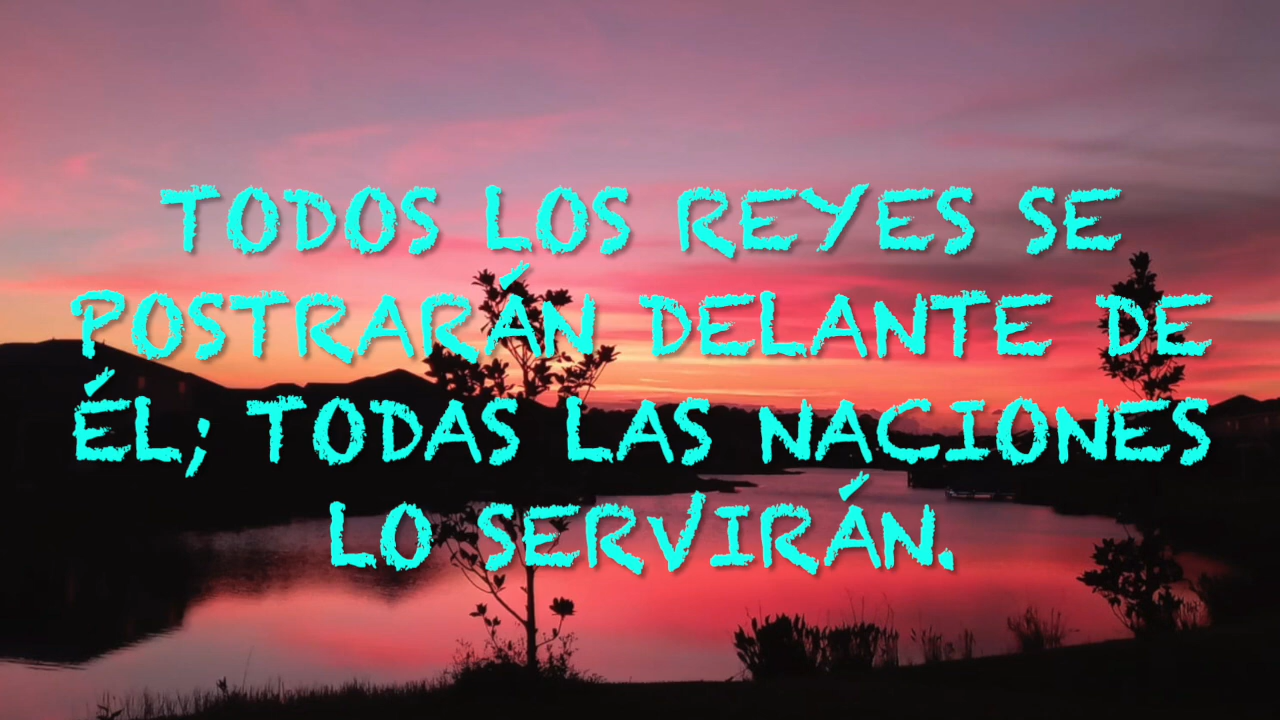 TODOS LOS REYES SE
POSTRARÁN DELANTE DE
ÉL; TODAS LAS NACIONES
LO SERVIRÁN.